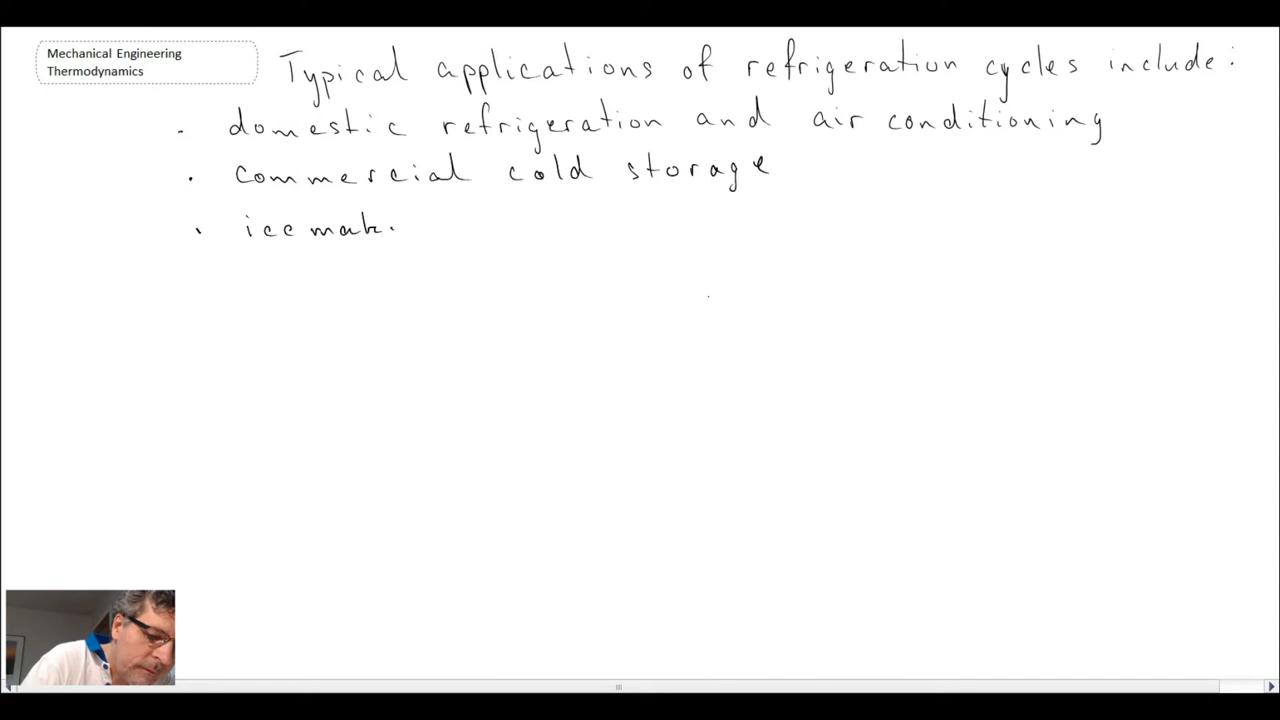 Mechanical Engineering
Thermodynamics
Typical applications of refrigeration cycles include:
· domestic refrigeration and air conditioning
· commercial cold storage
· ice mak.